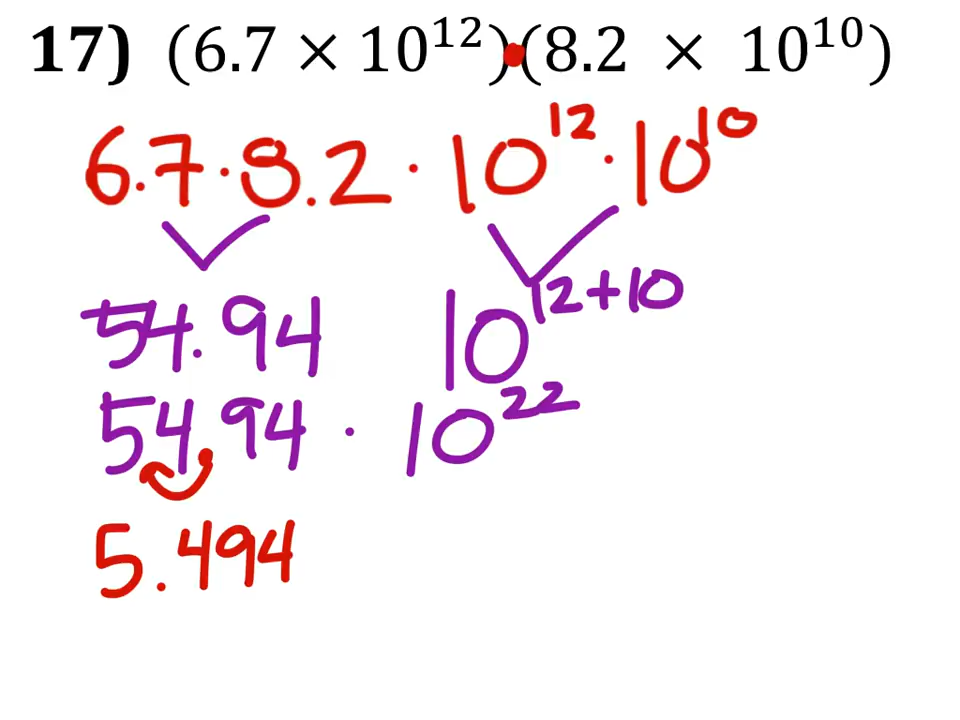 17) (6.7 × 10¹²)•(8.2 × 10¹⁰)
6.7 · 8.2 · 10¹² · 10¹⁰
54.94 10¹²⁺¹⁰
54.94 · 10²²
5.494